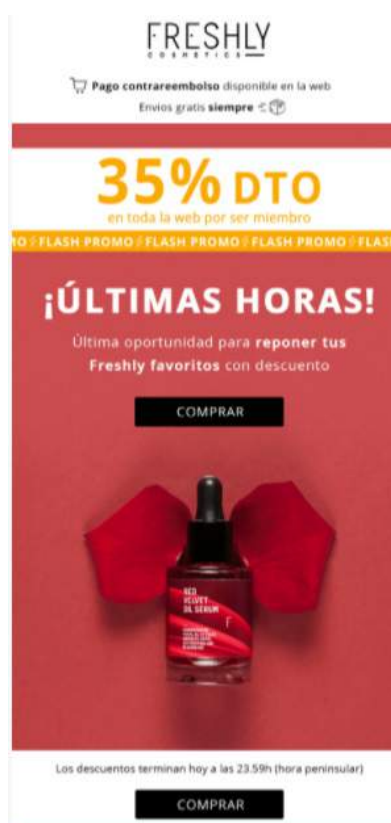 FRESHLY
COSMETICS
Pago contrareembolso disponible en la web
Envios gratis siempre
35% DTO
en toda la web por ser miembro
FLASH PROMO FLASH PROMO FLASH PROMO
¡ÚLTIMAS HORAS!
Última oportunidad para reponer tus
Freshly favoritos con descuento
COMPRAR
RED
VELVET
OIL SERUM
F
Los descuentos terminan hoy a las 23.59h (hora peninsular)
COMPRAR